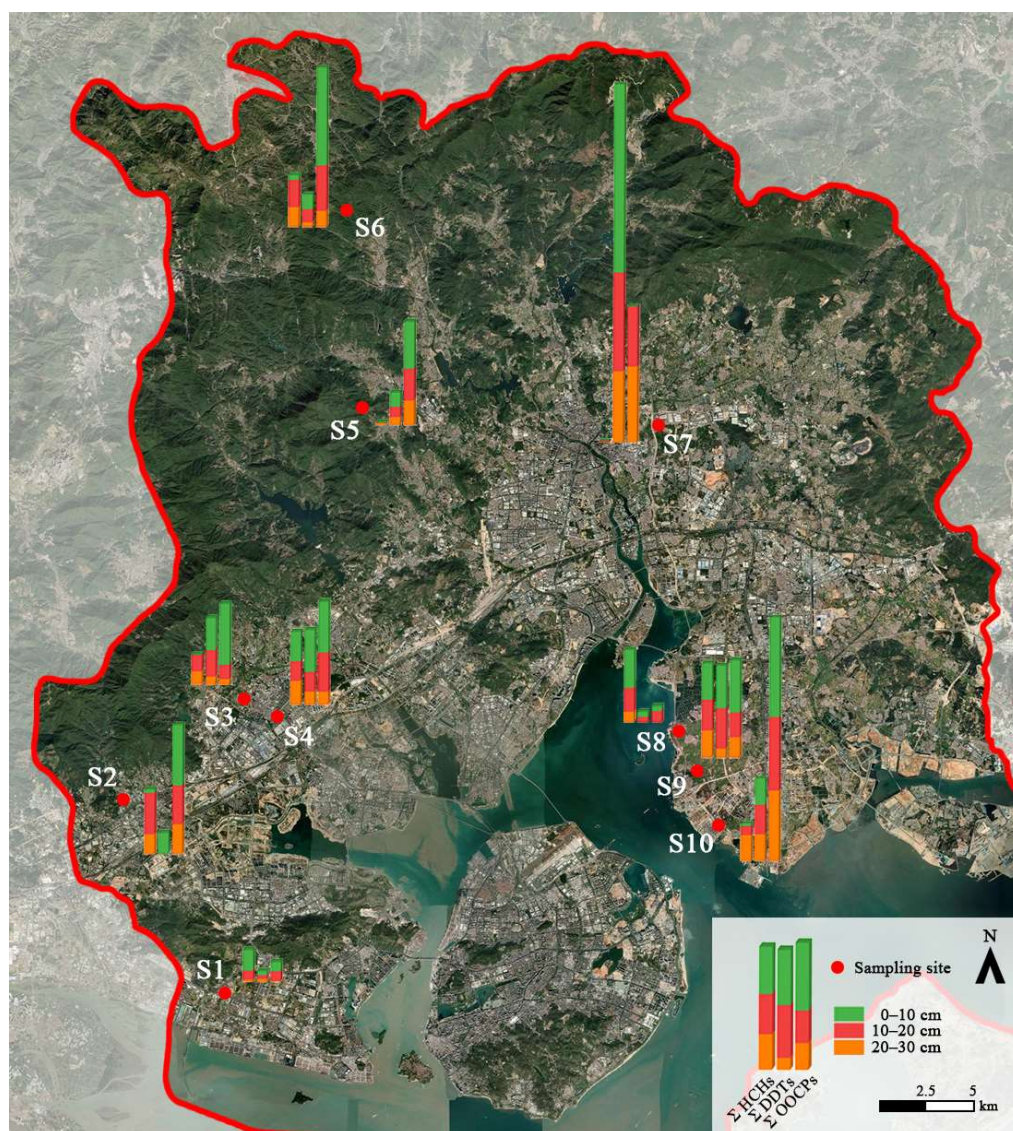 S6
S5
S7
S3
S4
S8
S2
S9
S10
S1
N
Sampling site
0–10 cm
10–20 cm
20–30 cm
Σ HCHs
Σ DDTs
Σ OOCPs
2.5 5
km